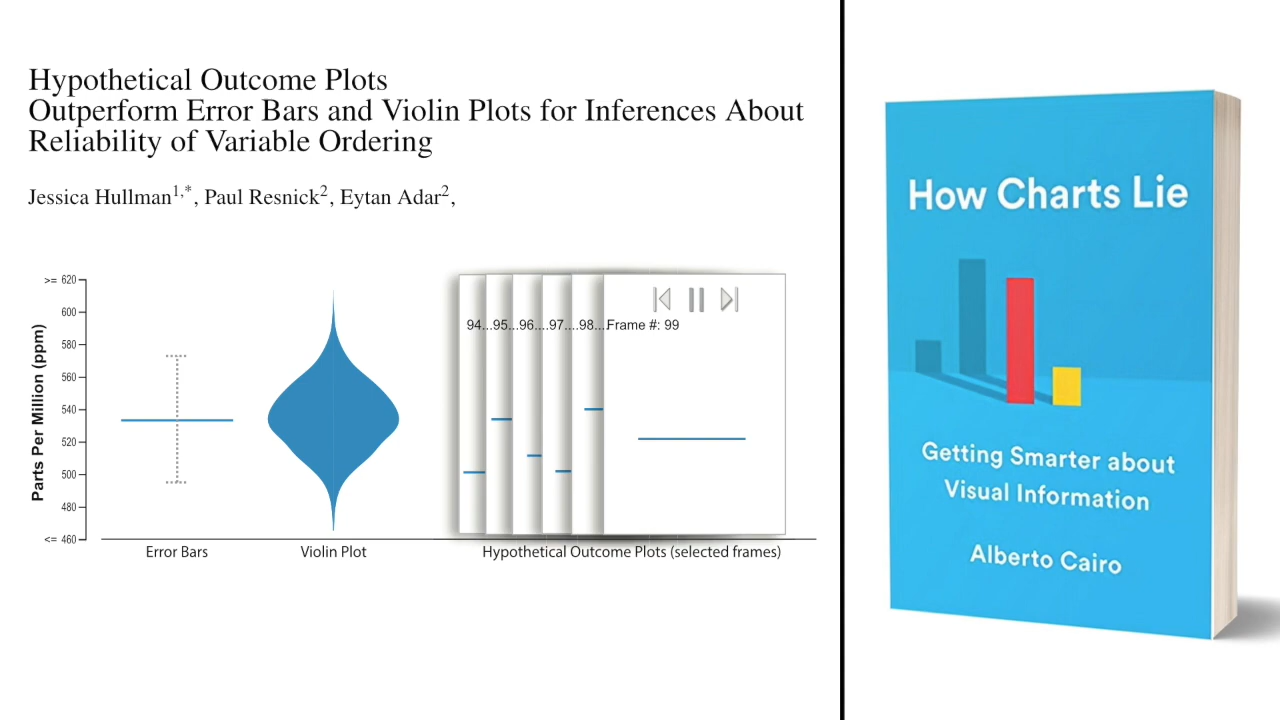 Hypothetical Outcome Plots
Outperform Error Bars and Violin Plots for Inferences About
Reliability of Variable Ordering
Jessica Hullman1,*, Paul Resnick2, Eytan Adar2,
Parts Per Million (ppm)
>= 620
600
580
560
540
520
500
480
<= 460
94...95...96....97....98....Frame #: 99
Error Bars
Violin Plot
Hypothetical Outcome Plots (selected frames)
How Charts Lie
Getting Smarter about
Visual Information
Alberto Cairo